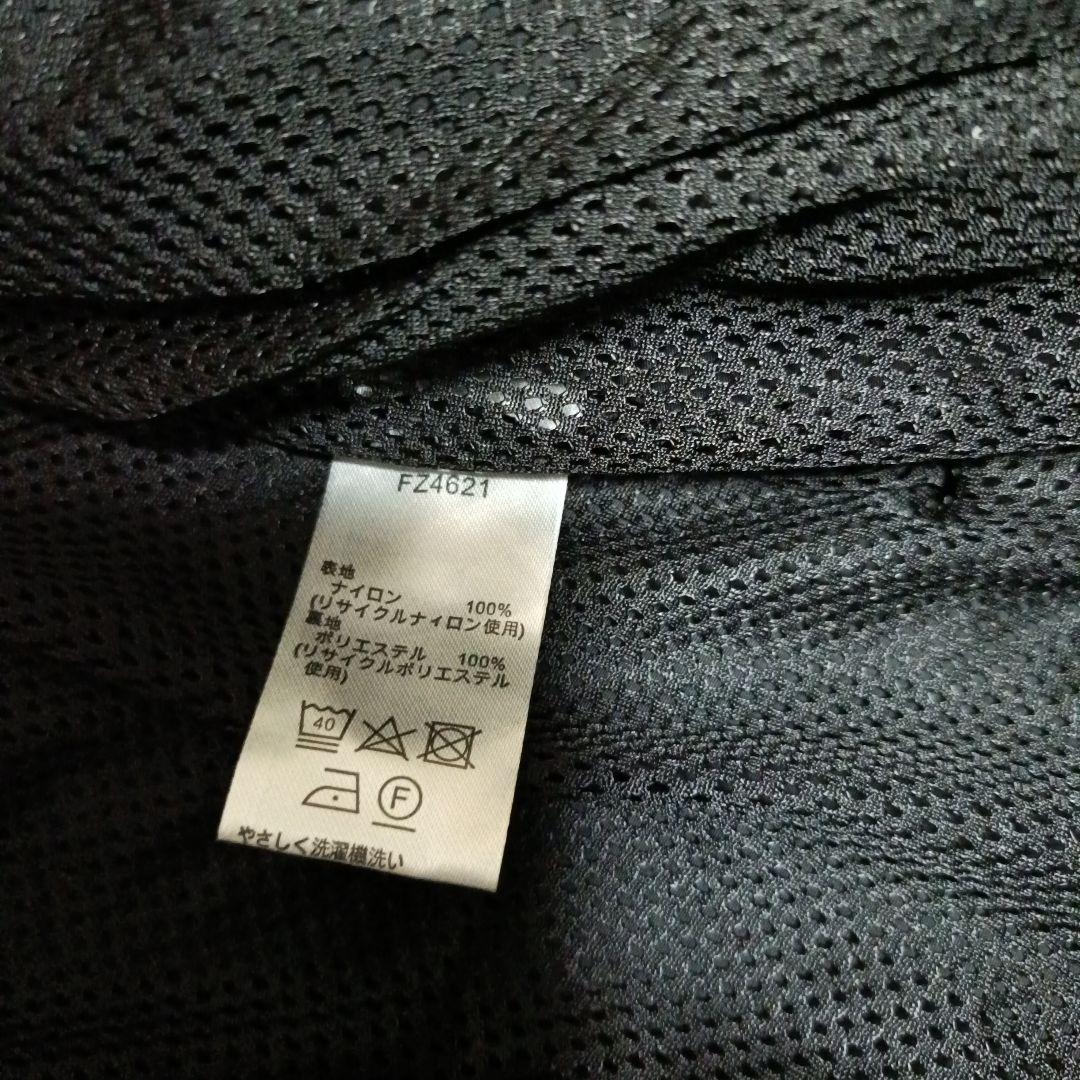 FZ4621
表地
ナイロン 100%
(リサイクルナイロン使用)
裏地
ポリエステル 100%
(リサイクルポリエステル
使用)
40
F
やさしく洗濯機洗い